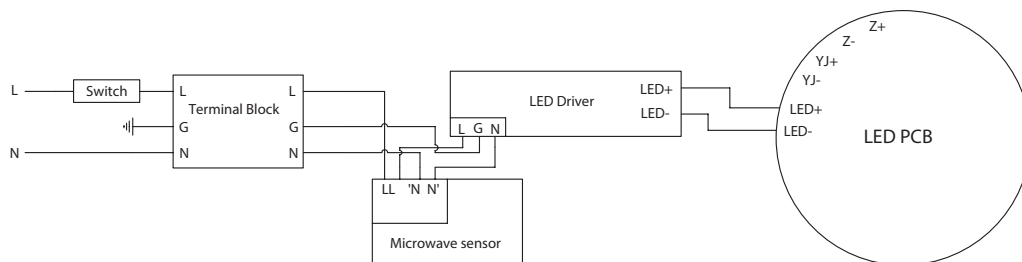 Z+
Z-
YJ+
YJ-
L
Switch
L
Terminal Block
L
G
G
N
N
N
LED Driver
LED+
LED-
L G N
LED+
LED-
LED PCB
LL 'N N'
Microwave sensor